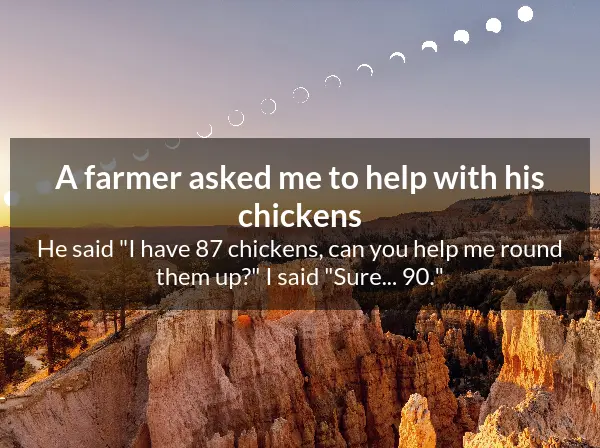 A farmer asked me to help with his
chickens
He said "I have 87 chickens, can you help me round
them up?" I said "Sure... 90."